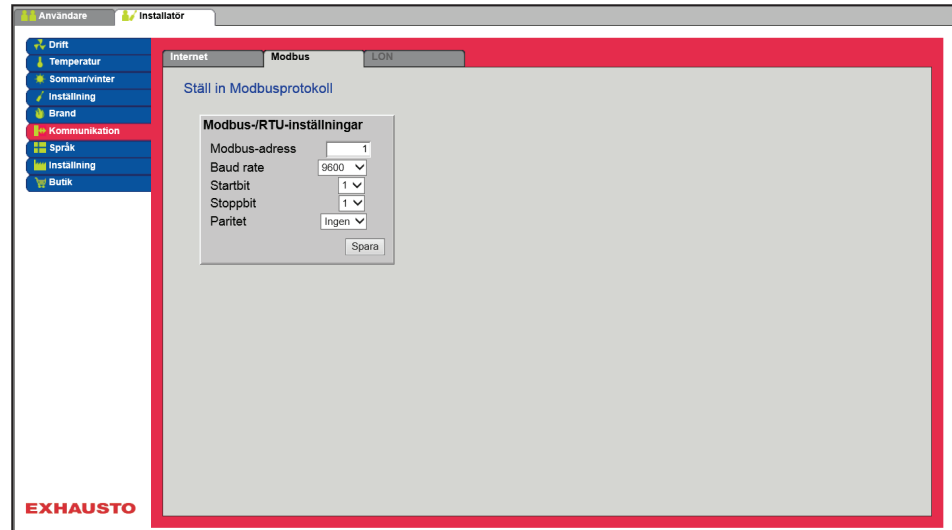 Användare
Installatör
Drift
Temperatur
Sommar/vinter
Inställning
Brand
Kommunikation
Språk
Inställning
Butik
Internet
Modbus
LON
Ställ in Modbusprotokoll
Modbus-/RTU-inställningar
Modbus-adress 1
Baud rate 9600
Startbit 1
Stoppbit 1
Paritet Ingen
Spara
EXHAUSTO